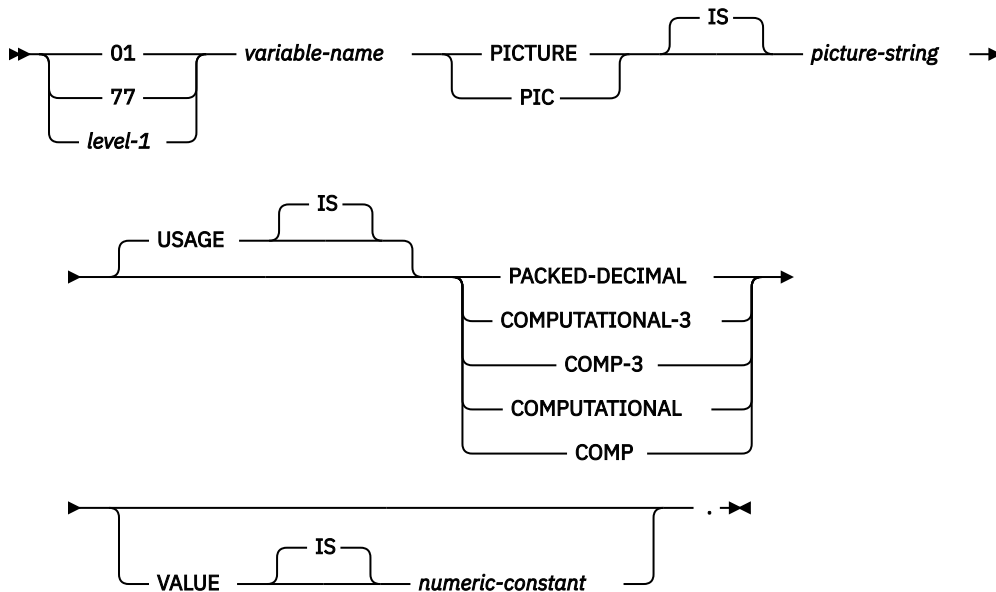 IS
01 variable-name PICTURE picture-string
77 PIC
level-1
IS
USAGE
PACKED-DECIMAL
COMPUTATIONAL-3
COMP-3
COMPUTATIONAL
COMP
.
IS
VALUE numeric-constant